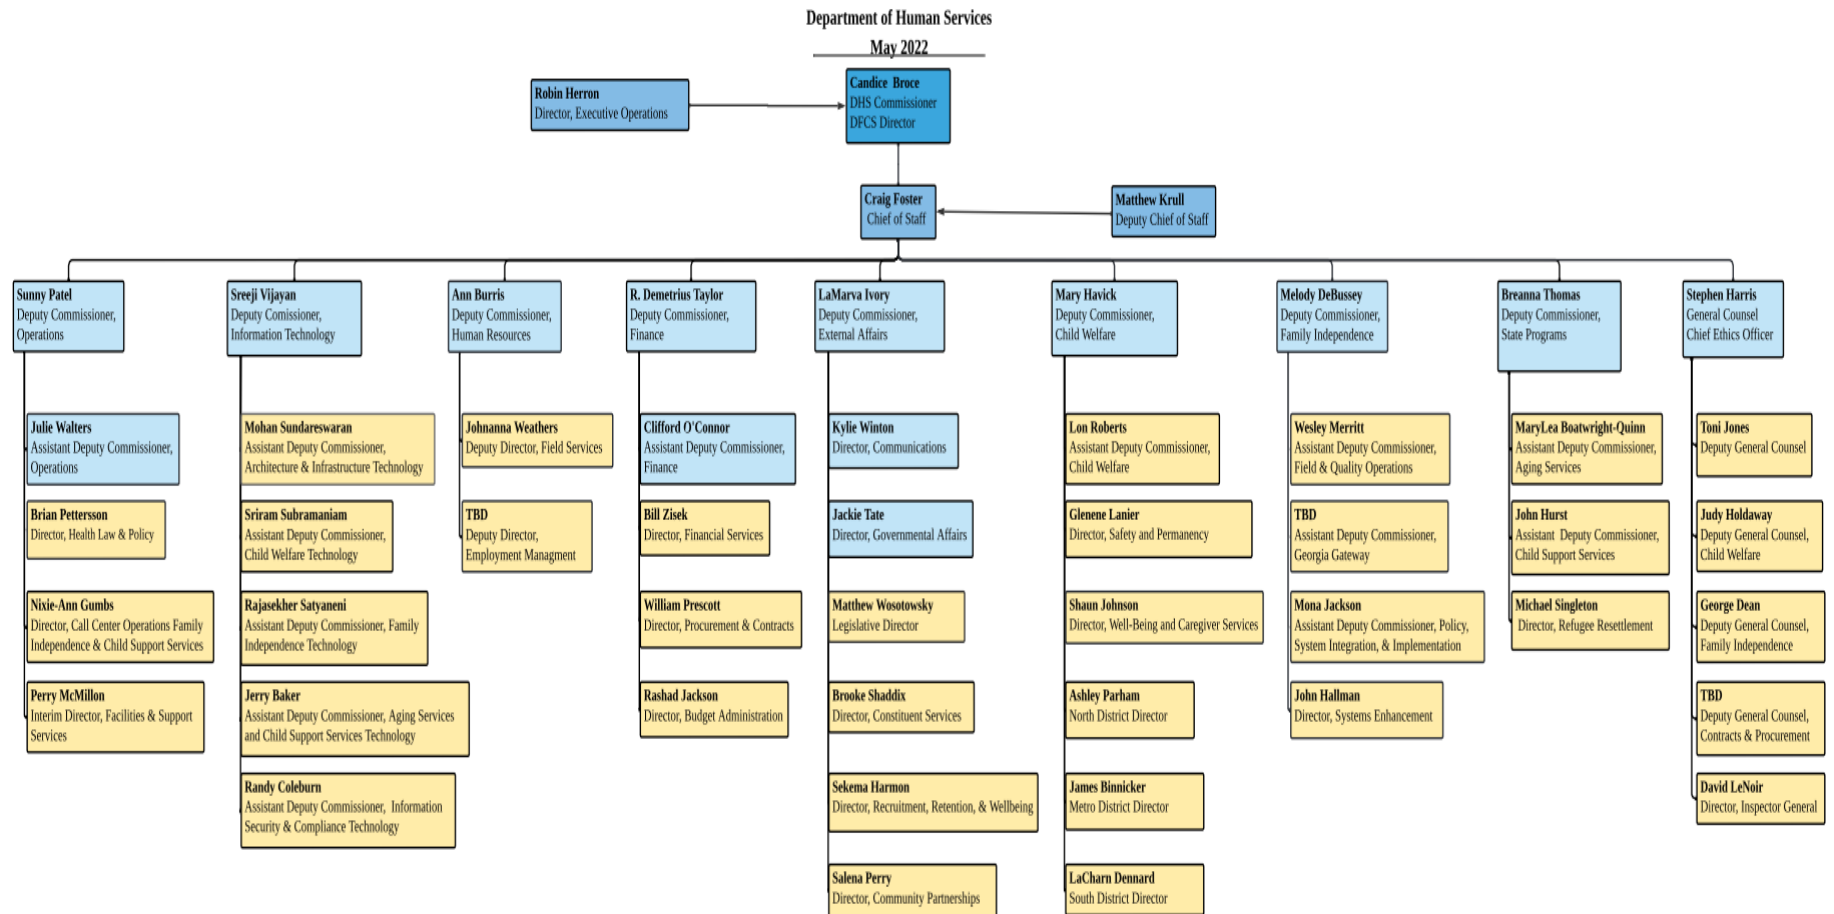 Department of Human Services
May 2022
Robin Herron
Director, Executive Operations
Candice Broce
DHS Commissioner
DFCS Director
Craig Foster
Chief of Staff
Matthew Krull
Deputy Chief of Staff
Sunny Patel
Deputy Commissioner,
Operations
Julie Walters
Assistant Deputy Commissioner,
Operations
Brian Pettersson
Director, Health Law & Policy
Nixie-Ann Gumbs
Director, Call Center Operations Family
Independence & Child Support Services
Perry McMillon
Interim Director, Facilities & Support
Services
Sreeji Vijayan
Deputy Comissioner,
Information Technology
Mohan Sundareswaran
Assistant Deputy Commissioner,
Architecture & Infrastructure Technology
Sriram Subramaniam
Assistant Deputy Commissioner,
Child Welfare Technology
Rajasekher Satyaneni
Assistant Deputy Commissioner, Family
Independence Technology
Jerry Baker
Assistant Deputy Commissioner, Aging Services
and Child Support Services Technology
Randy Coleburn
Assistant Deputy Commissioner, Information
Security & Compliance Technology
Ann Burris
Deputy Commissioner,
Human Resources
Johnanna Weathers
Deputy Director, Field Services
TBD
Deputy Director,
Employment Managment
R. Demetrius Taylor
Deputy Commissioner,
Finance
Clifford O'Connor
Assistant Deputy Commissioner,
Finance
Bill Zisek
Director, Financial Services
William Prescott
Director, Procurement & Contracts
Rashad Jackson
Director, Budget Administration
LaMarva Ivory
Deputy Commissioner,
External Affairs
Kylie Winton
Director, Communications
Jackie Tate
Director, Governmental Affairs
Matthew Wosotowsky
Legislative Director
Brooke Shaddix
Director, Constituent Services
Sekema Harmon
Director, Recruitment, Retention, & Wellbeing
Salena Perry
Director, Community Partnerships
Mary Havick
Deputy Commissioner,
Child Welfare
Lon Roberts
Assistant Deputy Commissioner,
Child Welfare
Glenene Lanier
Director, Safety and Permanency
Shaun Johnson
Director, Well-Being and Caregiver Services
Ashley Parham
North District Director
James Binnicker
Metro District Director
LaCharn Dennard
South District Director
Melody DeBussey
Deputy Commissioner,
Family Independence
Wesley Merritt
Assistant Deputy Commissioner,
Field & Quality Operations
TBD
Assistant Deputy Commissioner,
Georgia Gateway
Mona Jackson
Assistant Deputy Commissioner, Policy,
System Integration, & Implementation
John Hallman
Director, Systems Enhancement
Breanna Thomas
Deputy Commissioner,
State Programs
MaryLea Boatwright-Quinn
Assistant Deputy Commissioner,
Aging Services
John Hurst
Assistant Deputy Commissioner,
Child Support Services
Michael Singleton
Director, Refugee Resettlement
Stephen Harris
General Counsel
Chief Ethics Officer
Toni Jones
Deputy General Counsel
Judy Holdaway
Deputy General Counsel,
Child Welfare
George Dean
Deputy General Counsel,
Family Independence
TBD
Deputy General Counsel,
Contracts & Procurement
David LeNoir
Director, Inspector General